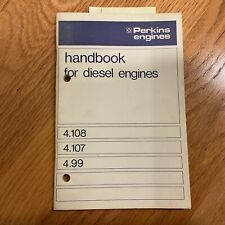 Perkins
engines
handbook
for diesel engines
4.108
4.107
4.99